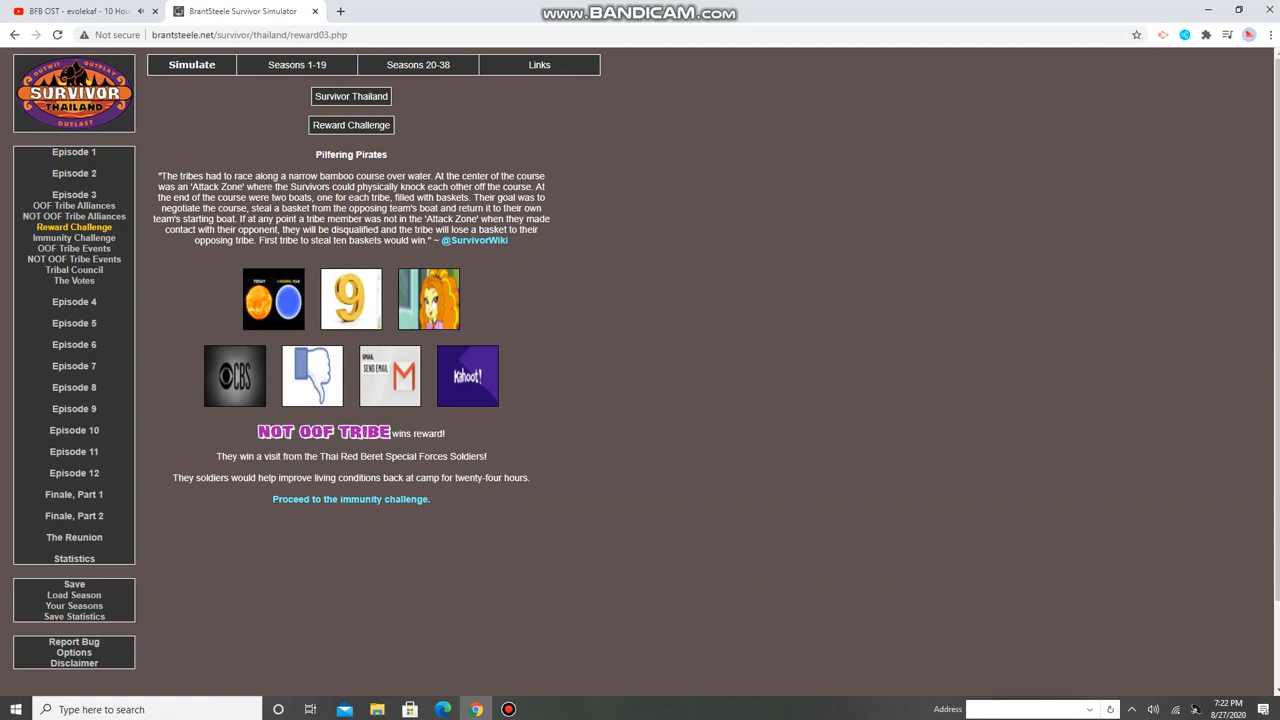 BFB OST - evolekaf - 10 Hou
BrantSteele Survivor Simulator
WWW.BANDICAM.COM
Not secure
brantsteele.net/survivor/thailand/reward03.php
OUTWIT OUTPLAY
SURVIVOR
THAILAND
OUTLAST
Simulate
Seasons 1-19
Seasons 20-38
Links
Survivor Thailand
Reward Challenge
Episode 1
Episode 2
Episode 3
OOF Tribe Alliances
NOT OOF Tribe Alliances
Reward Challenge
Immunity Challenge
OOF Tribe Events
NOT OOF Tribe Events
Tribal Council
The Votes
Episode 4
Episode 5
Episode 6
Episode 7
Episode 8
Episode 9
Episode 10
Episode 11
Episode 12
Finale, Part 1
Finale, Part 2
The Reunion
Statistics
Save
Load Season
Your Seasons
Save Statistics
Report Bug
Options
Disclaimer
Pilfering Pirates
"The tribes had to race along a narrow bamboo course over water. At the center of the course
was an 'Attack Zone' where the Survivors could physically knock each other off the course. At
the end of the course were two boats, one for each tribe, filled with baskets. Their goal was to
negotiate the course, steal a basket from the opposing team's boat and return it to their own
team's starting boat. If at any point a tribe member was not in the 'Attack Zone' when they made
contact with their opponent, they will be disqualified and the tribe will lose a basket to their
opposing tribe. First tribe to steal ten baskets would win." ~ @SurvivorWiki
TODAY
9
CBS
GMAIL
SEND EMAIL
Kahoot!
NOT OOF TRIBE wins reward!
They win a visit from the Thai Red Beret Special Forces Soldiers!
They soldiers would help improve living conditions back at camp for twenty-four hours.
Proceed to the immunity challenge.
Type here to search
Address
7:22 PM
8/27/2020